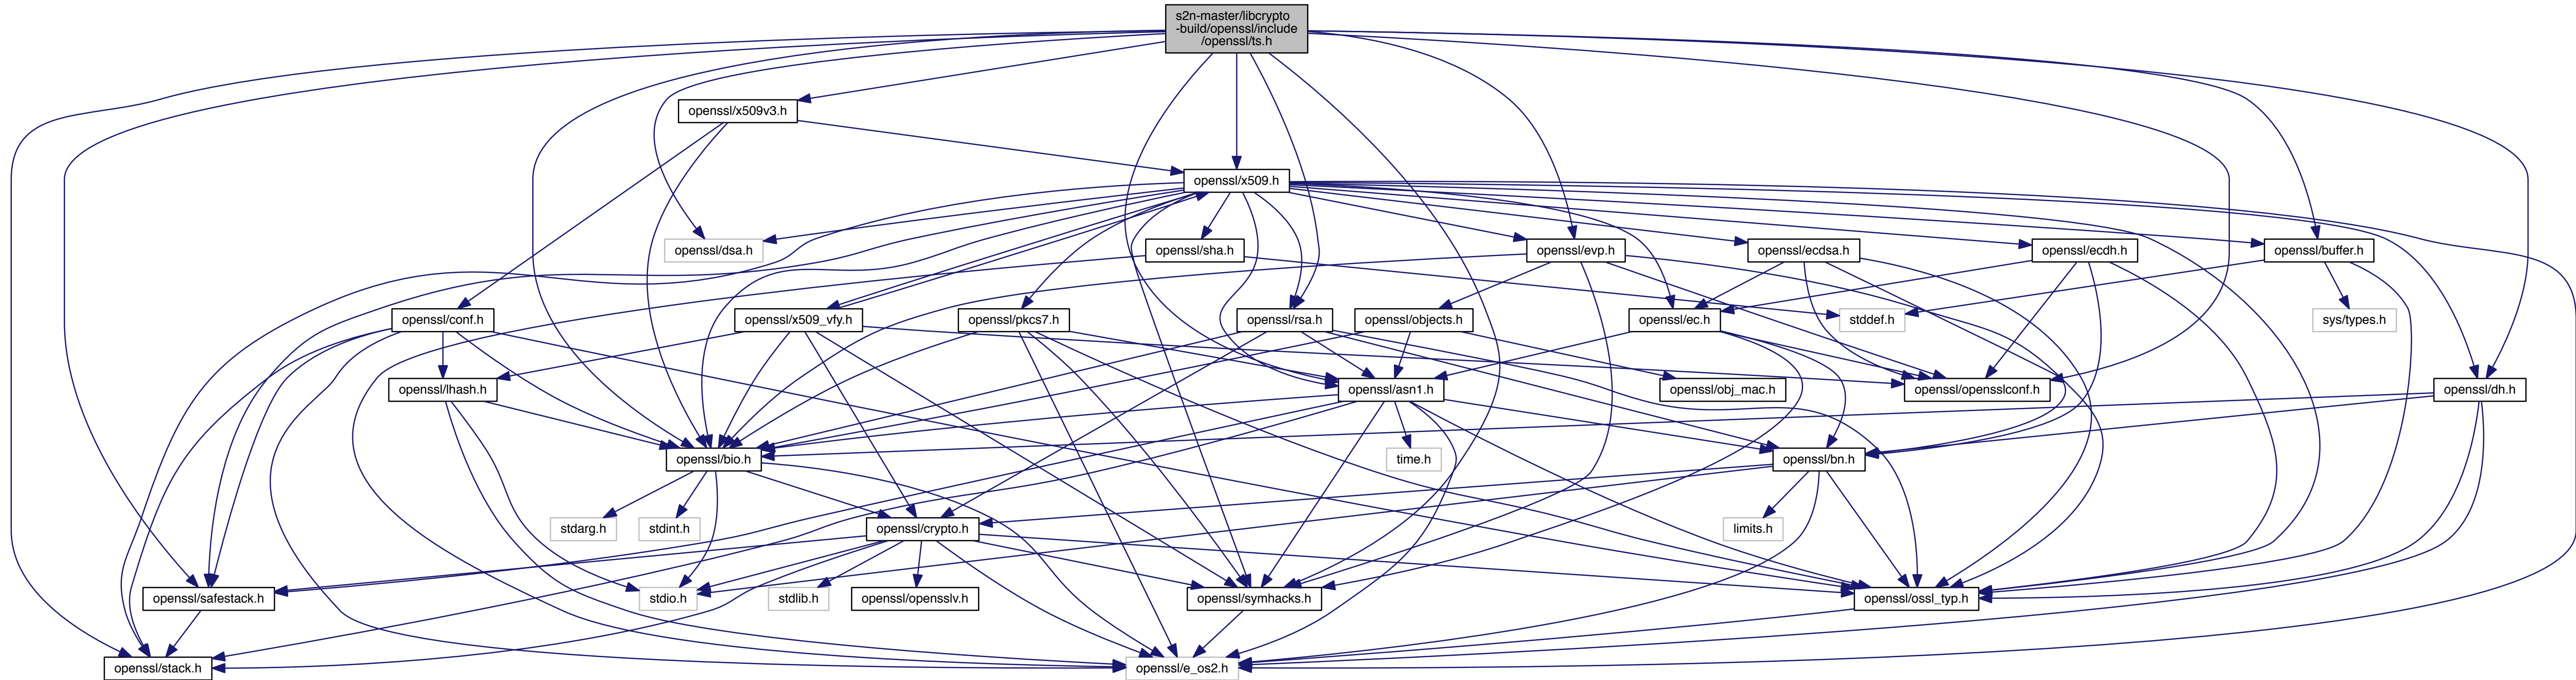 s2n-master/libcrypto
-build/openssl/include
/openssl/ts.h
openssl/x509v3.h
openssl/x509.h
openssl/dsa.h
openssl/sha.h
openssl/evp.h
openssl/ecdsa.h
openssl/ecdh.h
openssl/buffer.h
openssl/conf.h
openssl/x509_vfy.h
openssl/pkcs7.h
openssl/rsa.h
openssl/objects.h
openssl/ec.h
stddef.h
sys/types.h
openssl/lhash.h
openssl/asn1.h
openssl/obj_mac.h
openssl/opensslconf.h
openssl/dh.h
openssl/bio.h
time.h
openssl/bn.h
stdarg.h
stdint.h
openssl/crypto.h
limits.h
openssl/safestack.h
stdio.h
stdlib.h
openssl/opensslv.h
openssl/symhacks.h
openssl/ossl_typ.h
openssl/stack.h
openssl/e_os2.h